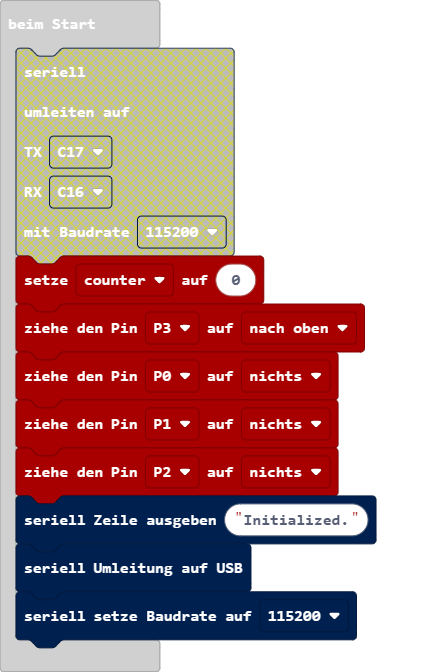 beim Start
seriell
umleiten auf
TX C17
RX C16
mit Baudrate 115200
setze counter auf 0
ziehe den Pin P3 auf nach oben
ziehe den Pin P0 auf nichts
ziehe den Pin P1 auf nichts
ziehe den Pin P2 auf nichts
seriell Zeile ausgeben "Initialized."
seriell Umleitung auf USB
seriell setze Baudrate auf 115200